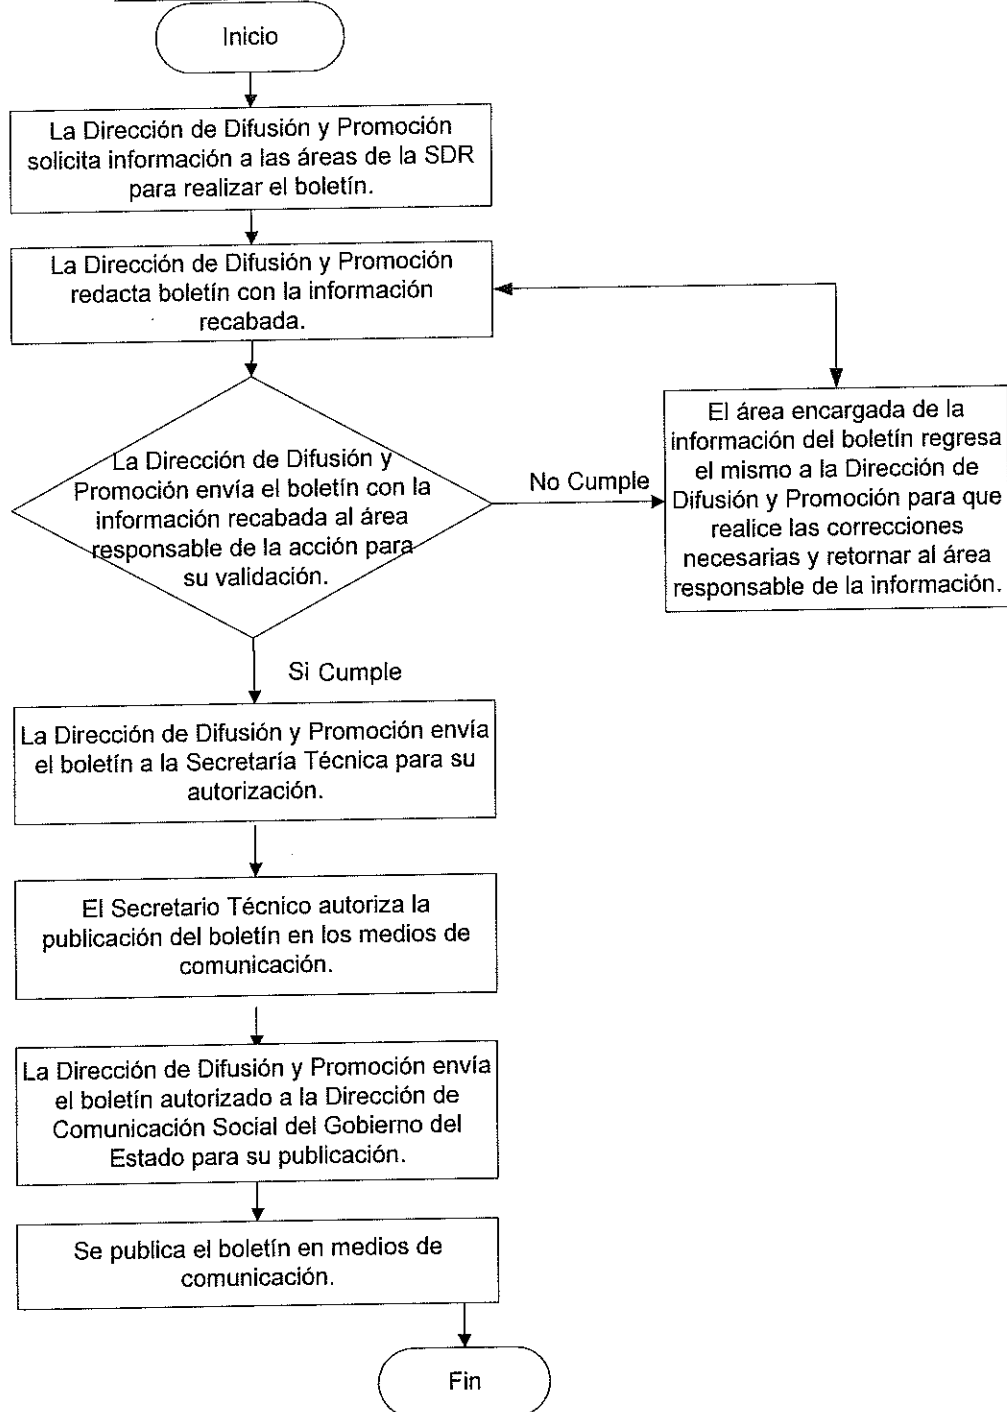 Inicio
La Dirección de Difusión y Promoción
solicita información a las áreas de la SDR
para realizar el boletín.
La Dirección de Difusión y Promoción
redacta boletín con la información
recabada.
La Dirección de Difusión y
Promoción envía el boletín con la
información recabada al área
responsable de la acción para
su validación.
No Cumple
El área encargada de la
información del boletín regresa
el mismo a la Dirección de
Difusión y Promoción para que
realice las correcciones
necesarias y retornar al área
responsable de la información.
Si Cumple
La Dirección de Difusión y Promoción envía
el boletín a la Secretaría Técnica para su
autorización.
El Secretario Técnico autoriza la
publicación del boletín en los medios de
comunicación.
La Dirección de Difusión y Promoción envía
el boletín autorizado a la Dirección de
Comunicación Social del Gobierno del
Estado para su publicación.
Se publica el boletín en medios de
comunicación.
Fin